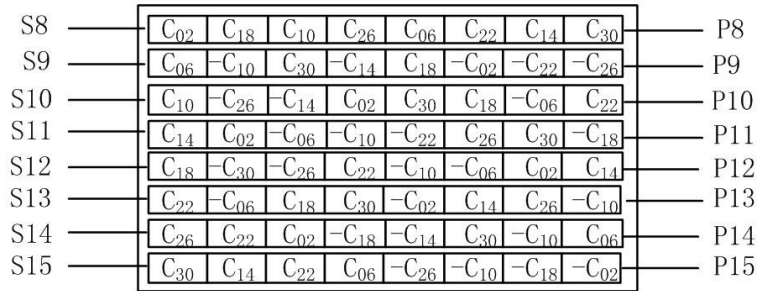 S8 C₀₂ C₁₈ C₁₀ C₂₆ C₀₆ C₂₂ C₁₄ C₃₀ P8
S9 C₀₆ -C₁₀ C₃₀ -C₁₄ C₁₈ -C₀₂ -C₂₂ -C₂₆ P9
S10 C₁₀ -C₂₆ -C₁₄ C₀₂ C₃₀ C₁₈ -C₀₆ C₂₂ P10
S11 C₁₄ C₀₂ -C₀₆ -C₁₀ -C₂₂ C₂₆ C₃₀ -C₁₈ P11
S12 C₁₈ -C₃₀ -C₂₆ C₂₂ -C₁₀ -C₀₆ C₀₂ C₁₄ P12
S13 C₂₂ -C₀₆ C₁₈ C₃₀ -C₀₂ C₁₄ C₂₆ -C₁₀ P13
S14 C₂₆ C₂₂ C₀₂ -C₁₈ -C₁₄ C₃₀ -C₁₀ C₀₆ P14
S15 C₃₀ C₁₄ C₂₂ C₀₆ -C₂₆ -C₁₀ -C₁₈ -C₀₂ P15